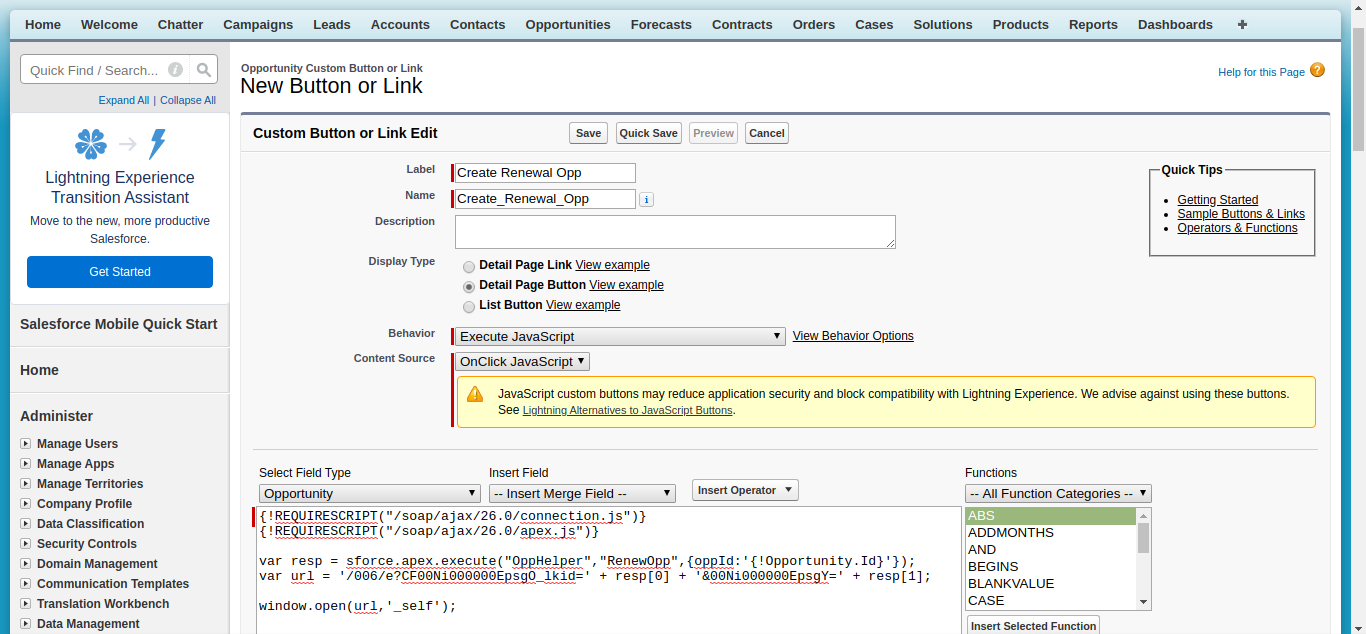 Home Welcome Chatter Campaigns Leads Accounts Contacts Opportunities Forecasts Contracts Orders Cases Solutions Products Reports Dashboards +
Quick Find / Search... i
Expand All | Collapse All
Lightning Experience
Transition Assistant
Move to the new, more productive
Salesforce.
Get Started
Salesforce Mobile Quick Start
Home
Administer
Manage Users
Manage Apps
Manage Territories
Company Profile
Data Classification
Security Controls
Domain Management
Communication Templates
Translation Workbench
Data Management
Opportunity Custom Button or Link
New Button or Link
Help for this Page ?
Custom Button or Link Edit Save Quick Save Preview Cancel
Label Create Renewal Opp
Name Create_Renewal_Opp i
Description
Display Type
Detail Page Link View example
Detail Page Button View example
List Button View example
Behavior Execute JavaScript View Behavior Options
Content Source OnClick JavaScript
JavaScript custom buttons may reduce application security and block compatibility with Lightning Experience. We advise against using these buttons.
See Lightning Alternatives to JavaScript Buttons.
Quick Tips
Getting Started
Sample Buttons & Links
Operators & Functions
Select Field Type Insert Field
Opportunity -- Insert Merge Field -- Insert Operator
{!REQUIRESCRIPT("/soap/ajax/26.0/connection.js")}
{!REQUIRESCRIPT("/soap/ajax/26.0/apex.js")}
var resp = sforce.apex.execute("OppHelper","RenewOpp",{oppId:'{!Opportunity.Id}'});
var url = '/006/e?CF00Ni000000EpsgO_lkid=' + resp[0] + '&00Ni000000EpsgY=' + resp[1];
window.open(url,'_self');
Functions
-- All Function Categories --
ABS
ADDMONTHS
AND
BEGINS
BLANKVALUE
CASE
Insert Selected Function